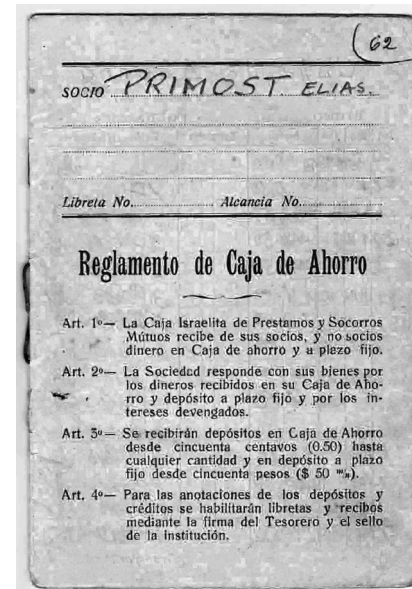 62
SOCIO PRIMOST ELIAS.
Libreta No. Alcancia No.
Reglamento de Caja de Ahorro
Art. 1º— La Caja Israelita de Prestamos y Socorros
Mútuos recibe de sus socios, y no socios
dinero en Caja de ahorro y a plazo fijo.
Art. 2º— La Sociedad responde con sus bienes por
los dineros recibidos en su Caja de Aho-
rro y depósito a plazo fijo y por los in-
tereses devengados.
Art. 3º— Se recibirán depósitos en Caja de Ahorro
desde cincuenta centavos (0.50) hasta
cualquier cantidad y en depósito a plazo
fijo desde cincuenta pesos ($ 50 m/n).
Art. 4º— Para las anotaciones de los depósitos y
créditos se habilitarán libretas y recibos
mediante la firma del Tesorero y el sello
de la institución.